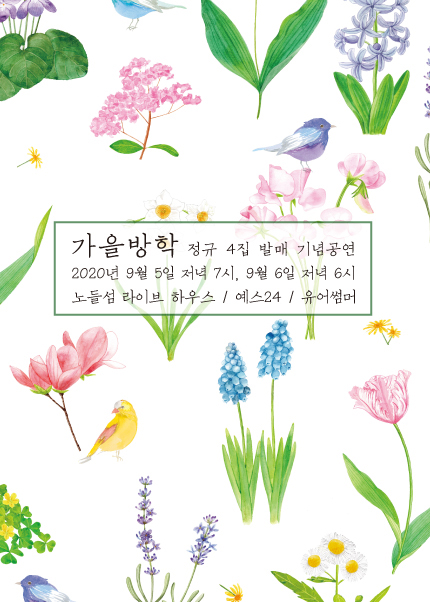 가을방학 정규 4집 발매 기념공연
2020년 9월 5일 저녁 7시, 9월 6일 저녁 6시
노들섬 라이브 하우스 / 예스24 / 유어썸머